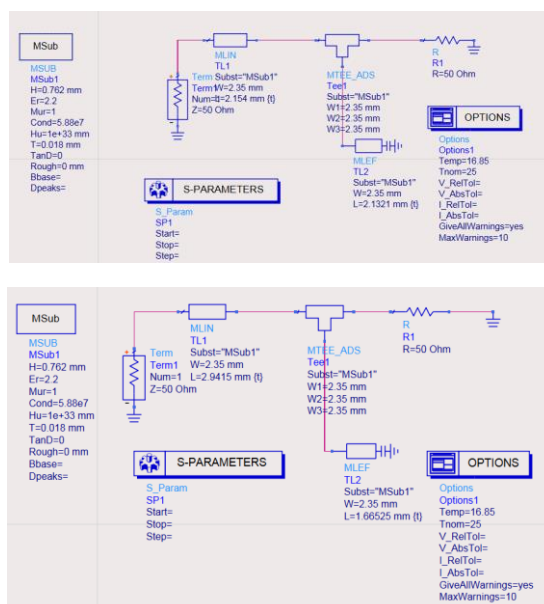 MSub
MSUB
MSub1
H=0.762 mm
Er=2.2
Mur=1
Cond=5.88e7
Hu=1e+33 mm
T=0.018 mm
TanD=0
Rough=0 mm
Bbase=
Dpeaks=
MLIN
TL1
Term Subst="MSub1"
Term1 W=2.35 mm
Num=1 L=2.154 mm {t}
Z=50 Ohm
MTEE_ADS
Tee1
Subst="MSub1"
W1=2.35 mm
W2=2.35 mm
W3=2.35 mm
R
R1
R=50 Ohm
MLEF
TL2
Subst="MSub1"
W=2.35 mm
L=2.1321 mm {t}
OPTIONS
Options
Options1
Temp=16.85
Tnom=25
V_RelTol=
V_AbsTol=
I_RelTol=
I_AbsTol=
GiveAllWarnings=yes
MaxWarnings=10
S-PARAMETERS
S_Param
SP1
Start=
Stop=
Step=
MSub
MSUB
MSub1
H=0.762 mm
Er=2.2
Mur=1
Cond=5.88e7
Hu=1e+33 mm
T=0.018 mm
TanD=0
Rough=0 mm
Bbase=
Dpeaks=
MLIN
TL1
Term Subst="MSub1"
Term1 W=2.35 mm
Num=1 L=2.9415 mm {t}
Z=50 Ohm
MTEE_ADS
Tee1
Subst="MSub1"
W1=2.35 mm
W2=2.35 mm
W3=2.35 mm
R
R1
R=50 Ohm
S-PARAMETERS
S_Param
SP1
Start=
Stop=
Step=
MLEF
TL2
Subst="MSub1"
W=2.35 mm
L=1.66525 mm {t}
OPTIONS
Options
Options1
Temp=16.85
Tnom=25
V_RelTol=
V_AbsTol=
I_RelTol=
I_AbsTol=
GiveAllWarnings=yes
MaxWarnings=10